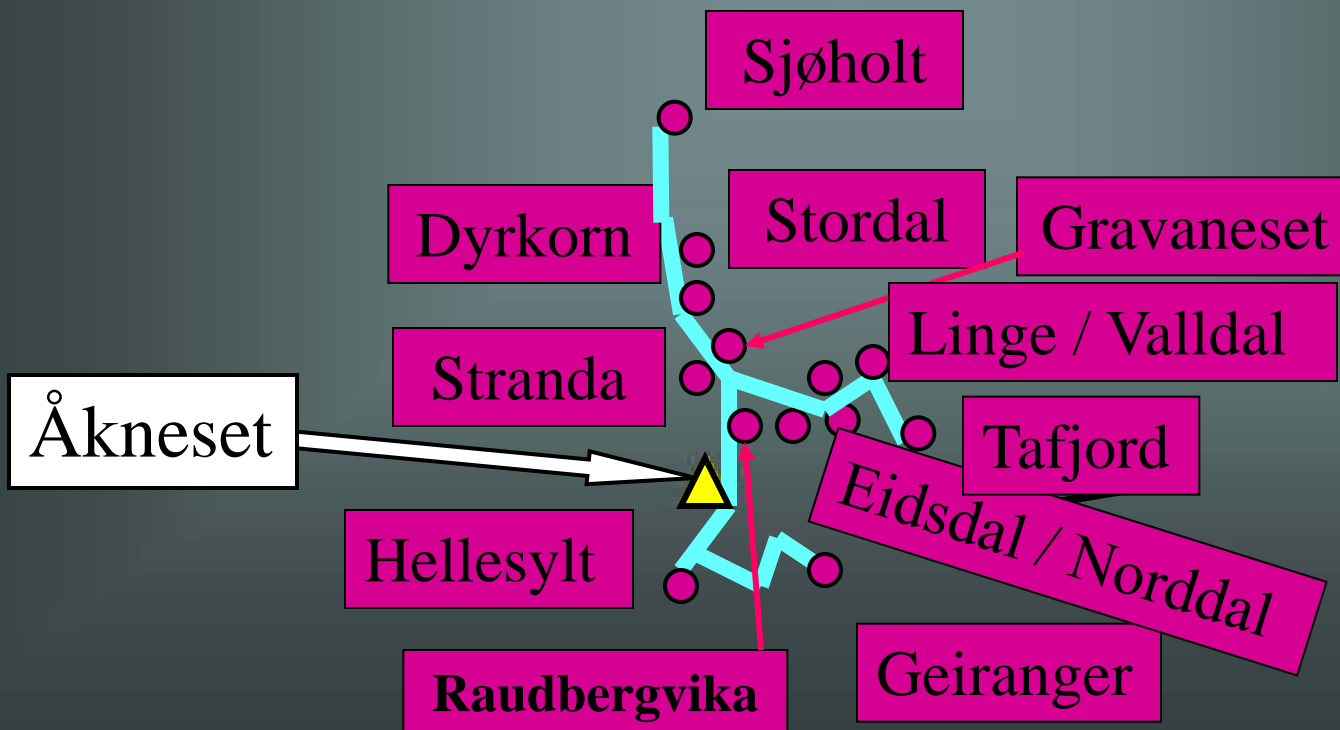 Sjøholt
Dyrkorn
Stordal
Gravaneset
Linge / Valldal
Stranda
Åkneset
Tafjord
Eidsdal / Norddal
Hellesylt
Geiranger
Raudbergvika